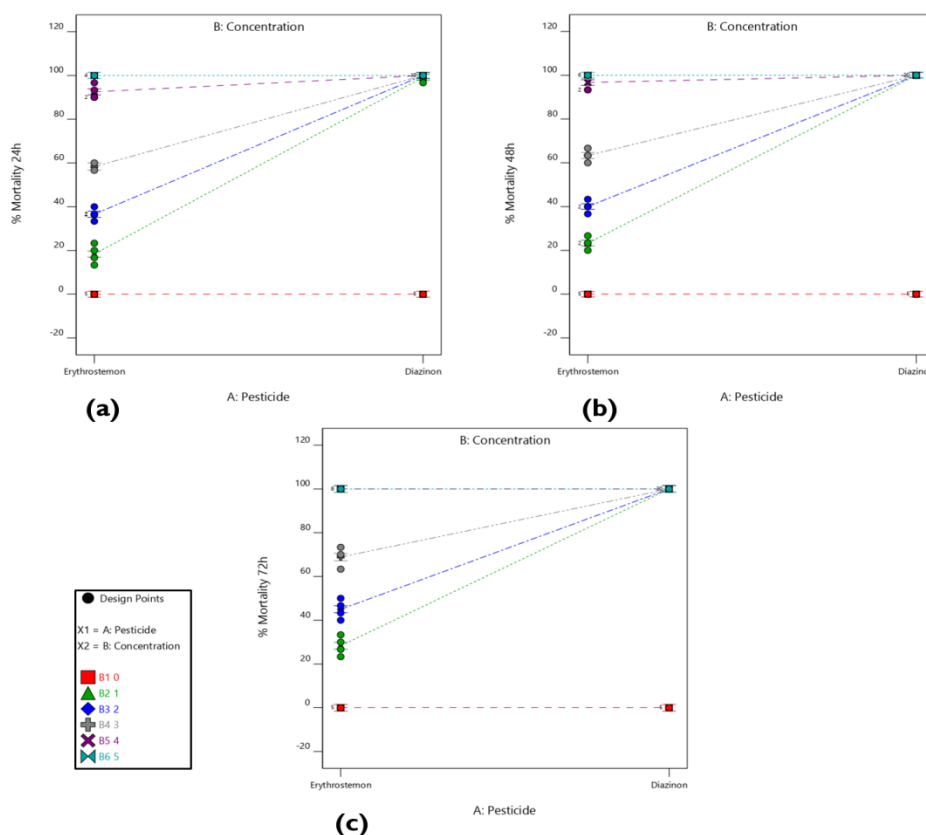 B: Concentration
120
100
80
60
40
20
0
-20
% Mortality 24h
Erythrostemon
Diazinon
A: Pesticide
(a)
B: Concentration
120
100
80
60
40
20
0
-20
% Mortality 48h
Erythrostemon
Diazinon
A: Pesticide
(b)
B: Concentration
120
100
80
60
40
20
0
-20
% Mortality 72h
Erythrostemon
Diazinon
A: Pesticide
(c)
Design Points
X1 = A: Pesticide
X2 = B: Concentration
B1 0
B2 1
B3 2
B4 3
B5 4
B6 5